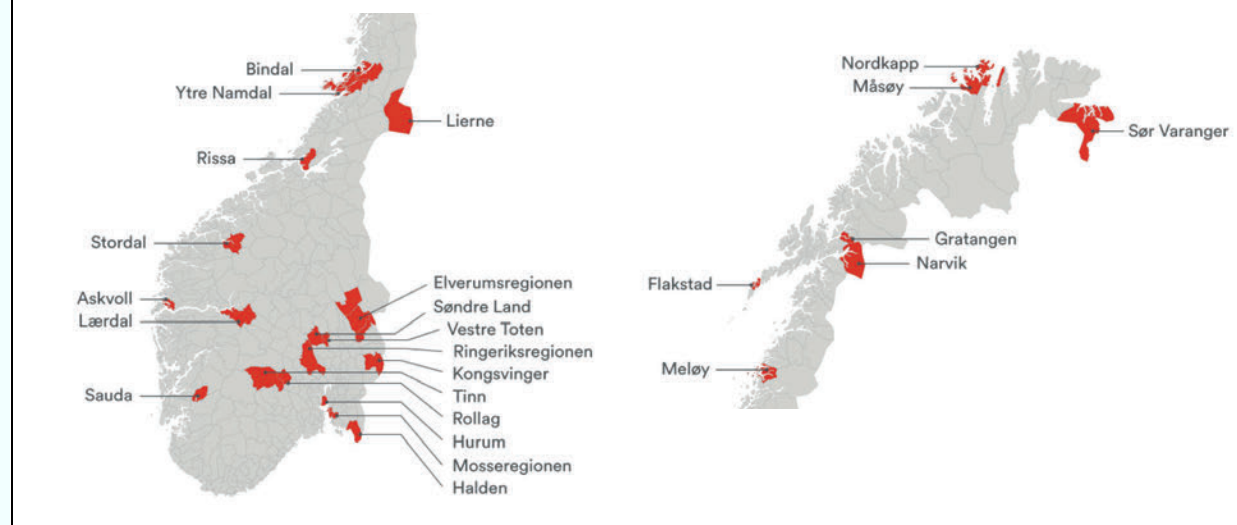 Bindal
Ytre Namdal
Lierne
Rissa
Stordal
Askvoll
Lærdal
Sauda
Elverumsregionen
Søndre Land
Vestre Toten
Ringeriksregionen
Kongsvinger
Tinn
Rollag
Hurum
Mosseregionen
Halden
Nordkapp
Måsøy
Sør Varanger
Gratangen
Narvik
Flakstad
Meløy